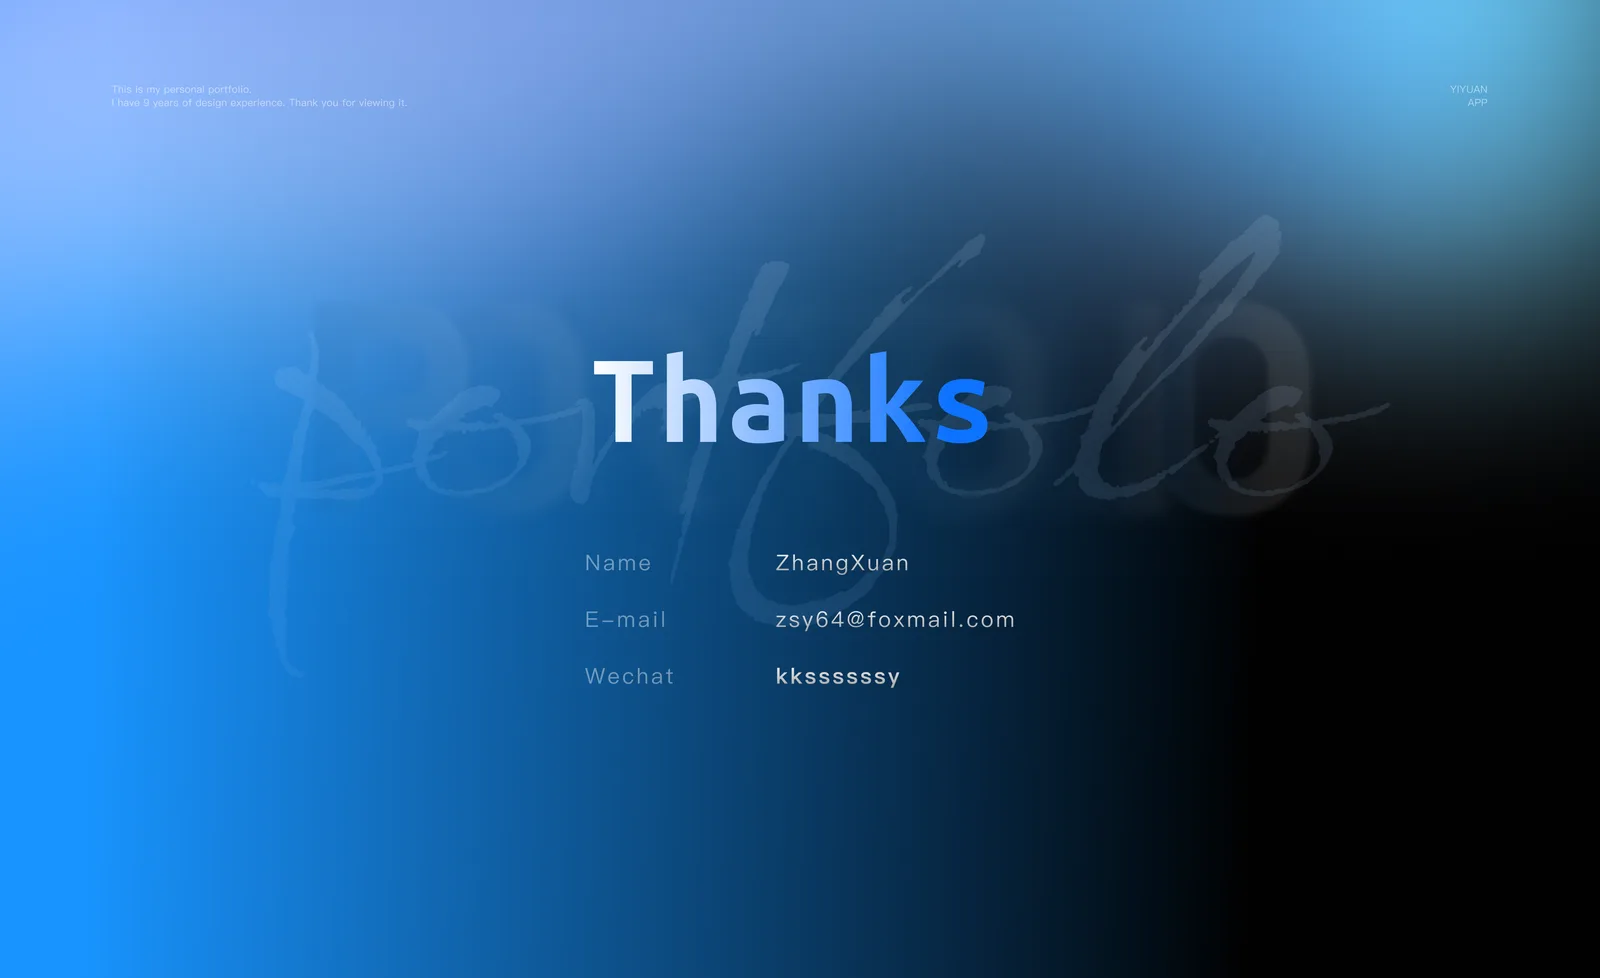 This is my personal portfolio.
I have 9 years of design experience. Thank you for viewing it.
YIYUAN
APP
portfolo
Thanks
Name ZhangXuan
E-mail zsy64@foxmail.com
Wechat kkssssssy